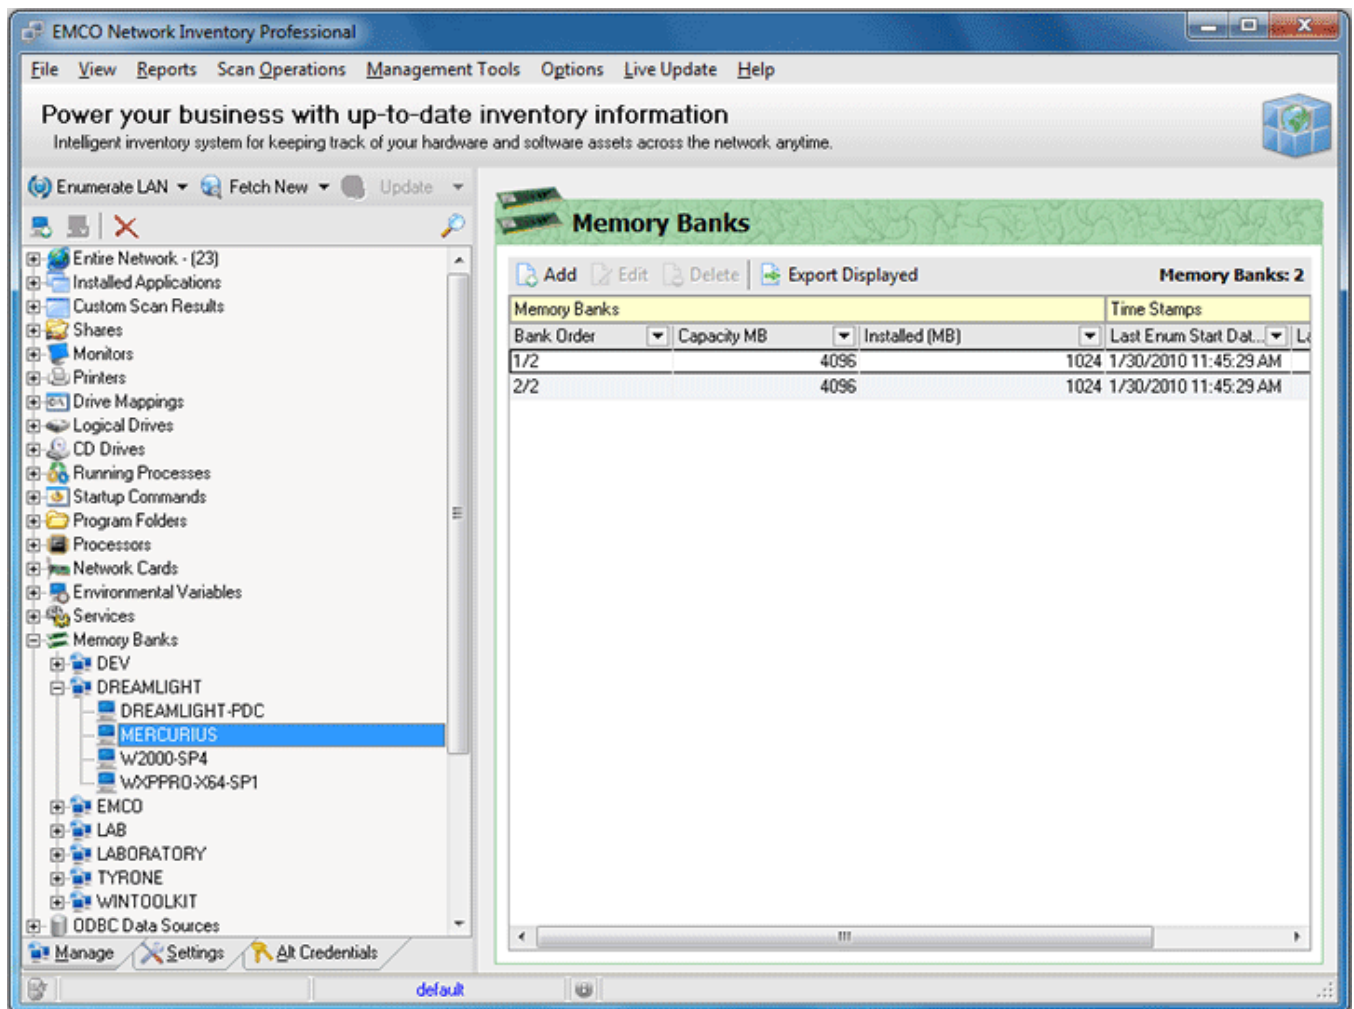 EMCO Network Inventory Professional
File View Reports Scan Operations Management Tools Options Live Update Help
Power your business with up-to-date inventory information
Intelligent inventory system for keeping track of your hardware and software assets across the network anytime.
Enumerate LAN Fetch New Update
Entire Network - (23)
Installed Applications
Custom Scan Results
Shares
Monitors
Printers
Drive Mappings
Logical Drives
CD Drives
Running Processes
Startup Commands
Program Folders
Processors
Network Cards
Environmental Variables
Services
Memory Banks
DEV
DREAMLIGHT
DREAMLIGHT-PDC
MERCURIUS
W2000-SP4
WXPPRO-X64-SP1
EMCO
LAB
LABORATORY
TYRONE
WINTOOLKIT
ODBC Data Sources
Manage Settings Alt Credentials
Memory Banks
Add Edit Delete Export Displayed Memory Banks: 2
Memory Banks Time Stamps
Bank Order Capacity MB Installed (MB) Last Enum Start Dat... La
1/2 4096 1024 1/30/2010 11:45:29 AM
2/2 4096 1024 1/30/2010 11:45:29 AM
default